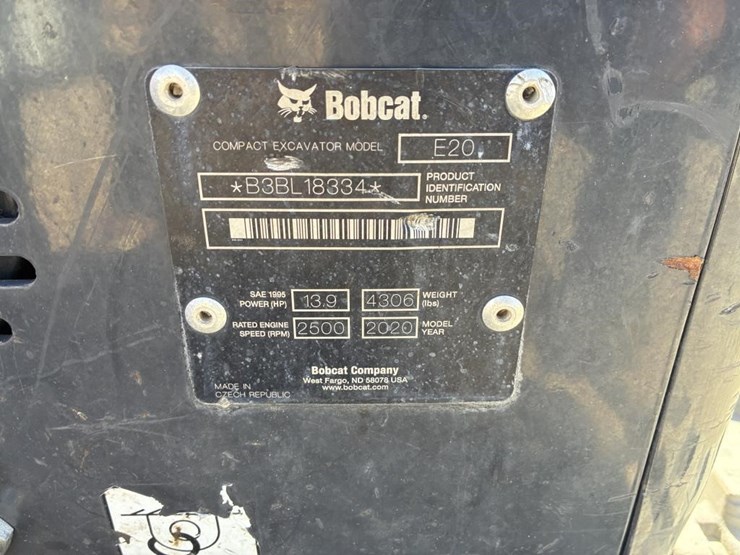 Bobcat.
COMPACT EXCAVATOR MODEL E20
*B3BL18334* PRODUCT IDENTIFICATION NUMBER
SAE 1995 POWER (HP) 13.9 4306 WEIGHT (lbs)
RATED ENGINE SPEED (RPM) 2500 2020 MODEL YEAR
Bobcat Company
West Fargo, ND 58078 USA
www.bobcat.com
MADE IN
CZECH REPUBLIC